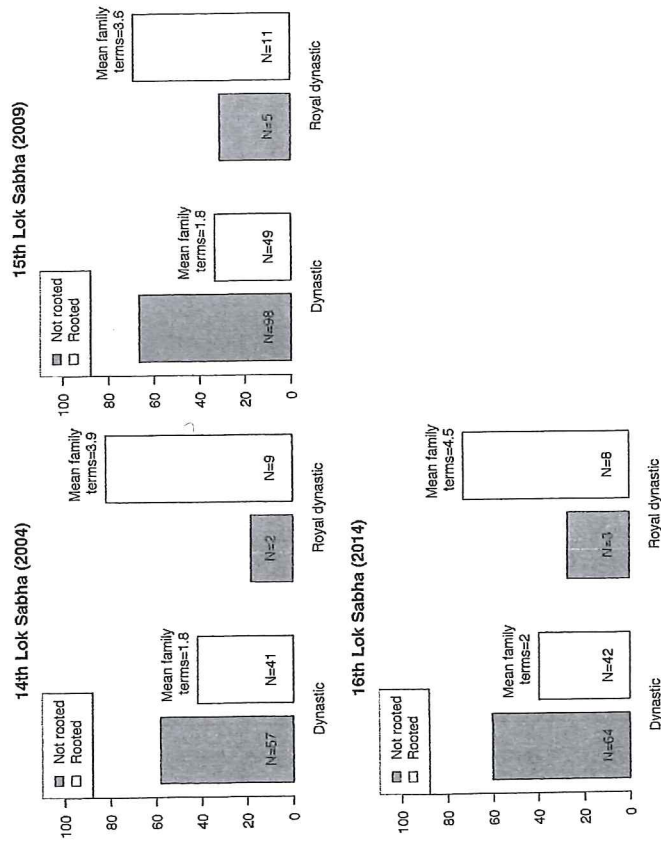 14th Lok Sabha (2004)
100
80
60
40
20
0
Not rooted
Rooted
N=57
Mean family
terms=1.8
N=41
Dynastic
N=2
Mean family
terms=3.9
N=9
Royal dynastic
15th Lok Sabha (2009)
100
80
60
40
20
0
Not rooted
Rooted
N=98
Mean family
terms=1.8
N=49
Dynastic
N=5
Mean family
terms=3.6
N=11
Royal dynastic
16th Lok Sabha (2014)
100
80
60
40
20
0
Not rooted
Rooted
N=64
Mean family
terms=2
N=42
Dynastic
N=3
Mean family
terms=4.5
N=8
Royal dynastic